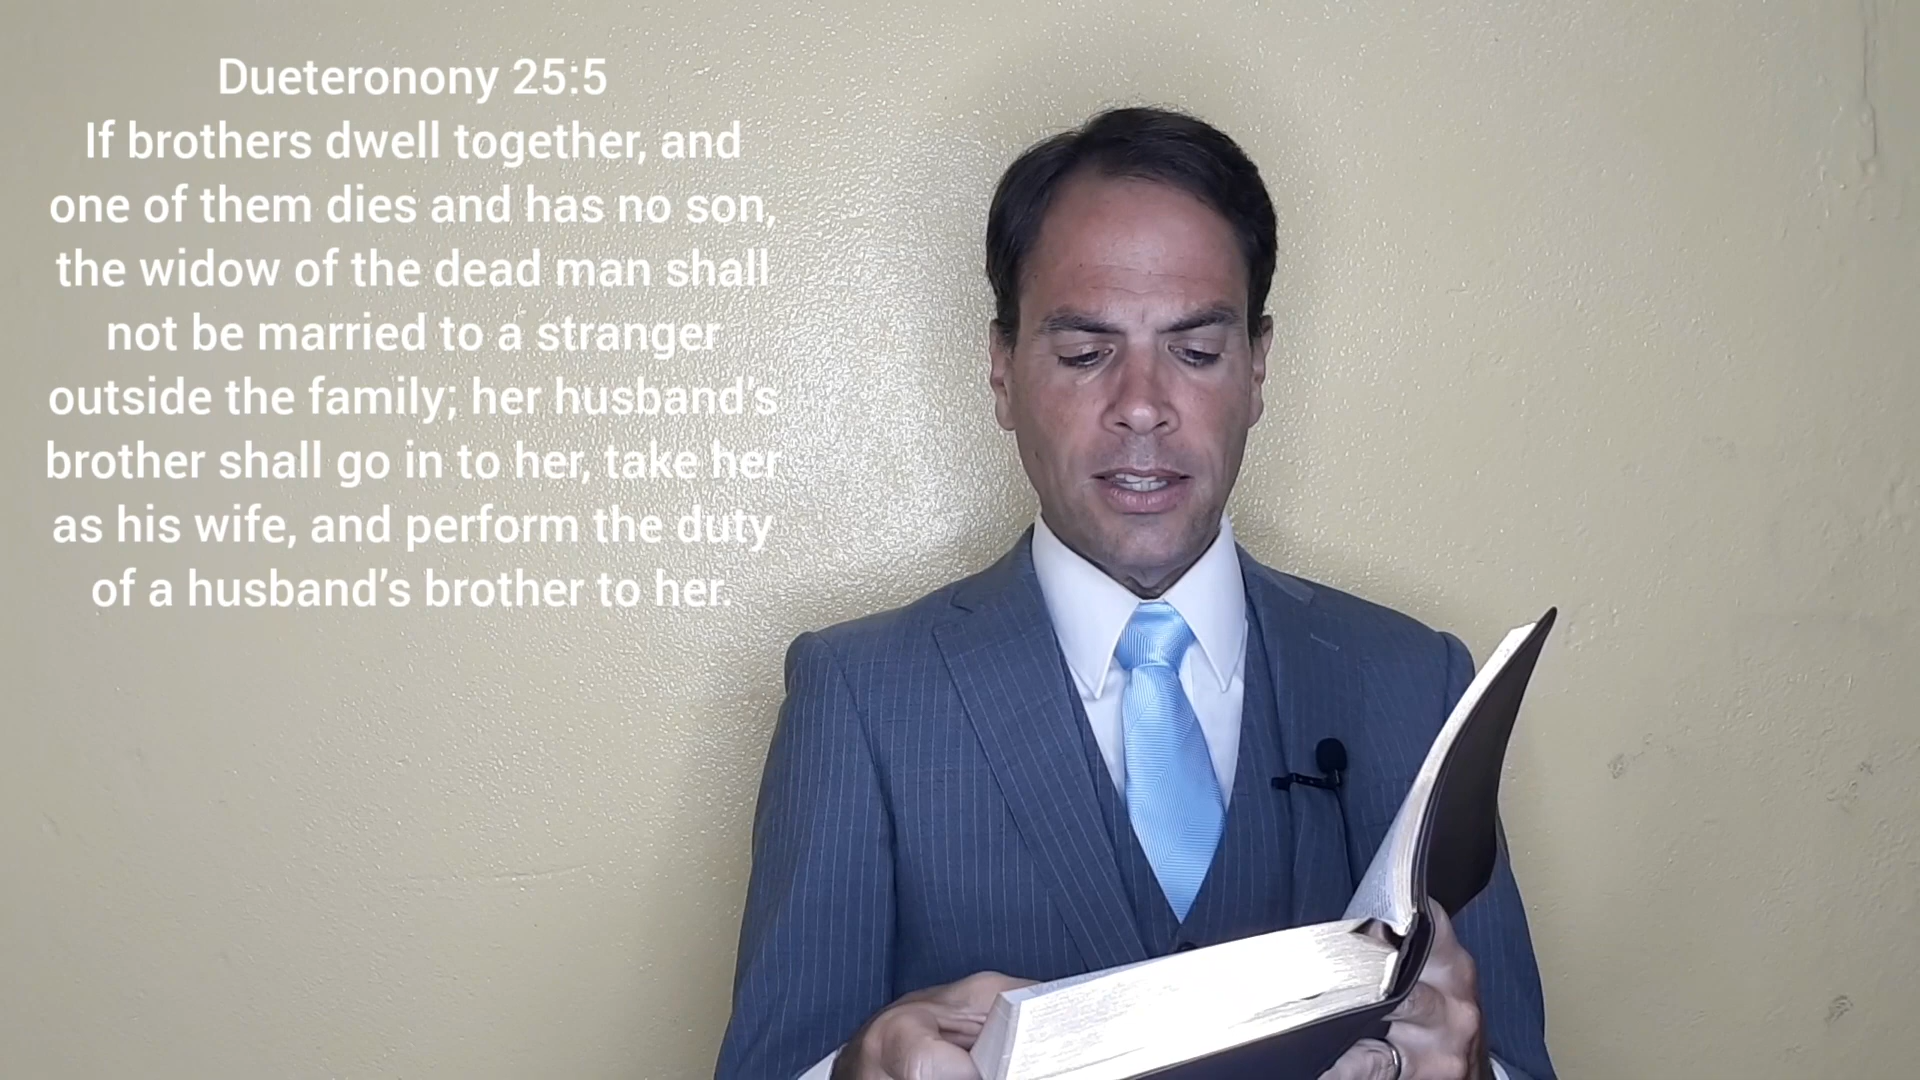 Dueteronony 25:5
If brothers dwell together, and
one of them dies and has no son,
the widow of the dead man shall
not be married to a stranger
outside the family; her husband's
brother shall go in to her, take her
as his wife, and perform the duty
of a husband's brother to her.